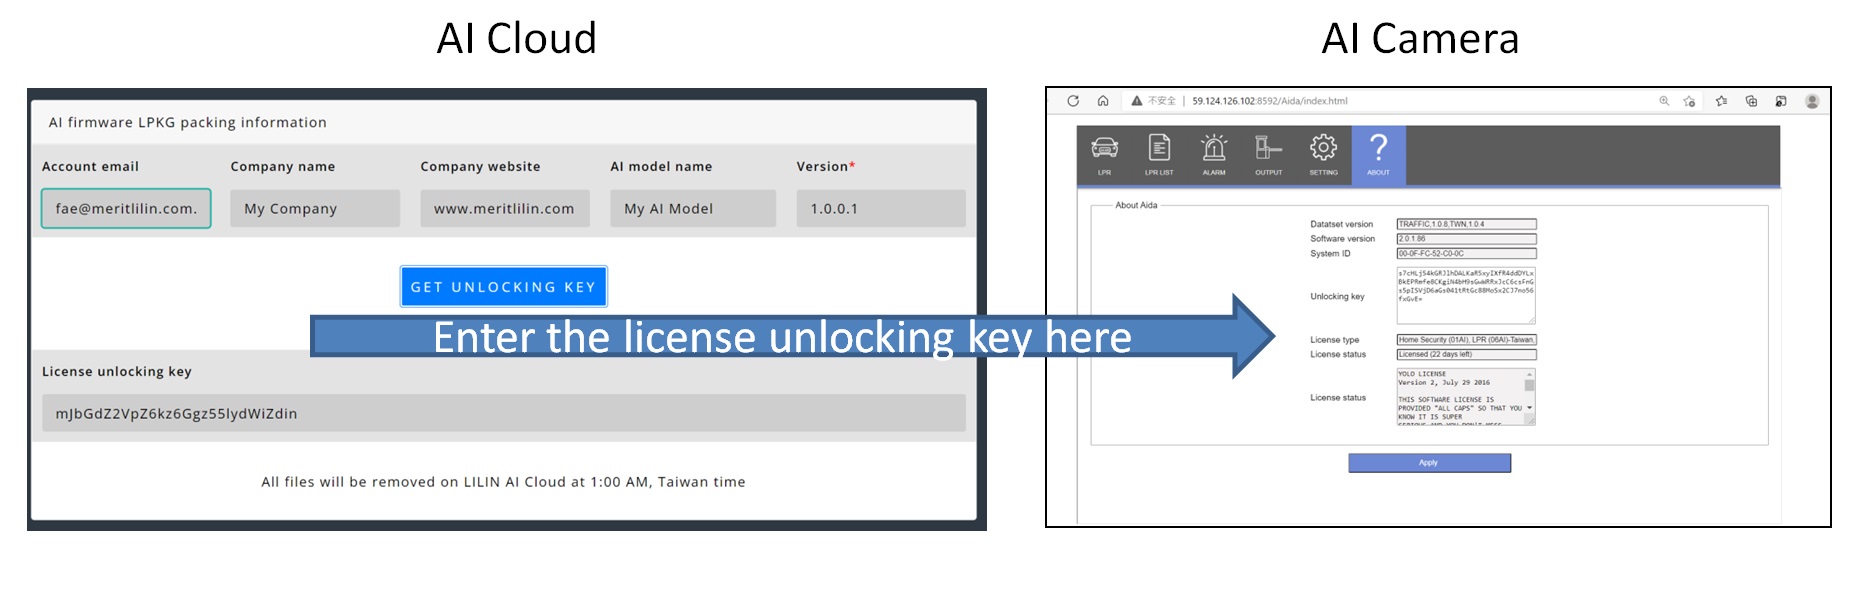 AI Cloud
AI Camera
AI firmware LPKG packing information
Account email Company name Company website AI model name Version*
fae@meritlilin.com. My Company www.meritlilin.com My AI Model 1.0.0.1
GET UNLOCKING KEY
Enter the license unlocking key here
License unlocking key
mJbGdZ2VpZ6kz6Ggz55lydWiZdin
All files will be removed on LILIN AI Cloud at 1:00 AM, Taiwan time
不安全 59.124.126.102:8592/Aida/index.html
LPR LPR LIST ALARM OUTPUT SETTING ABOUT
About Aida
Datatset version TRAFFIC,1.0.8,TWN,1.0.4
Software version 2.0.1.86
System ID 00-0F-FC-52-C0-0C
Unlocking key
License type Home Security (01AI), LPR (06AI)-Taiwan,
License status Licensed (22 days left)
License status
YOLO LICENSE
Version 2, July 29 2016
THIS SOFTWARE LICENSE IS
PROVIDED "ALL CAPS" SO THAT YOU
KNOW IT IS SUPER
SERIOUS AND YOU DON'T MESS
Apply